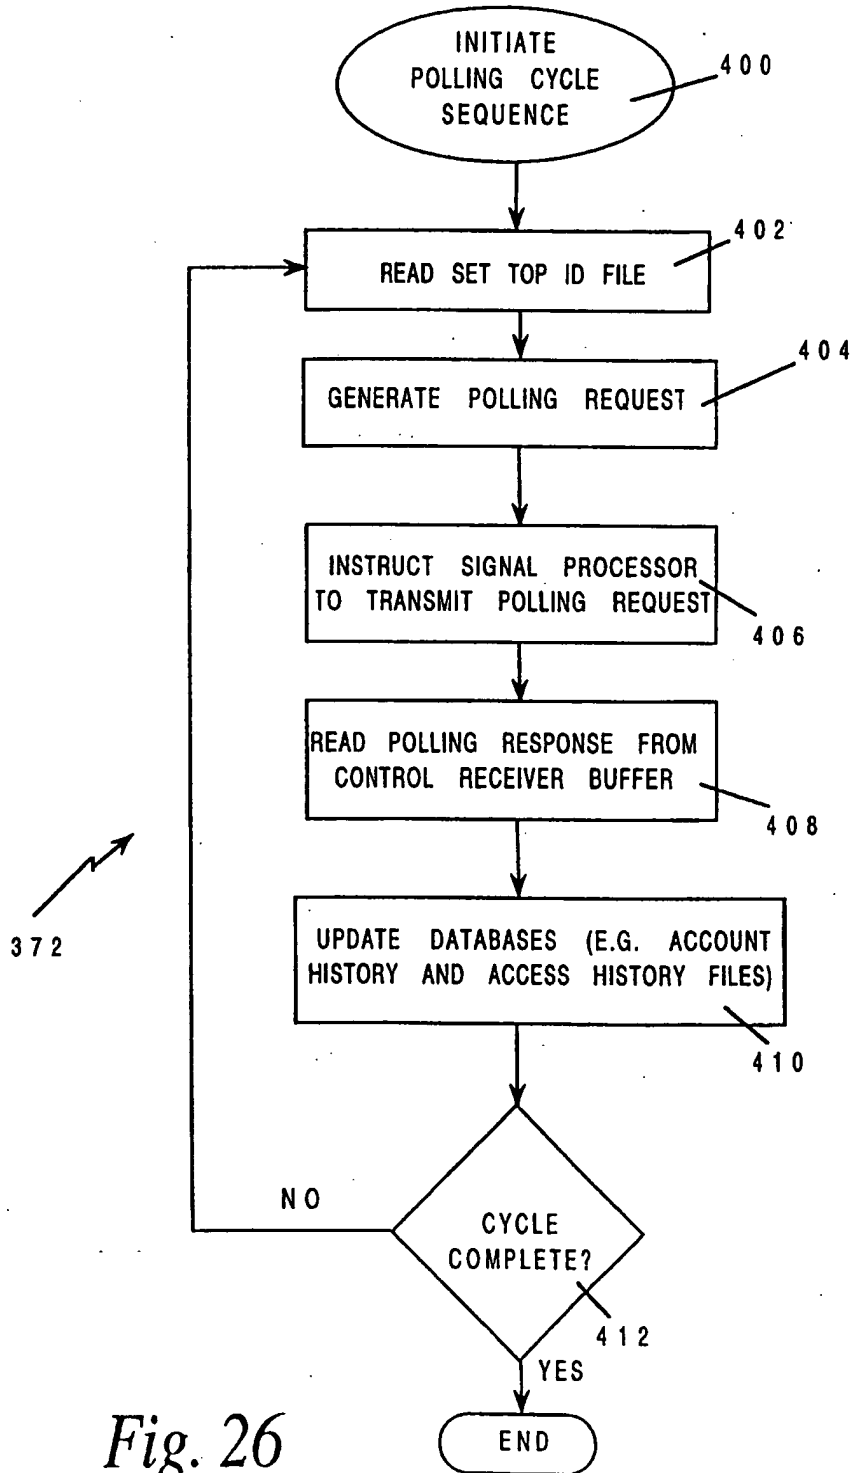 INITIATE
POLLING CYCLE
SEQUENCE
400
READ SET TOP ID FILE
402
GENERATE POLLING REQUEST
404
INSTRUCT SIGNAL PROCESSOR
TO TRANSMIT POLLING REQUEST
406
READ POLLING RESPONSE FROM
CONTROL RECEIVER BUFFER
408
372
UPDATE DATABASES (E.G. ACCOUNT
HISTORY AND ACCESS HISTORY FILES)
410
NO
CYCLE
COMPLETE?
412
YES
END
Fig. 26